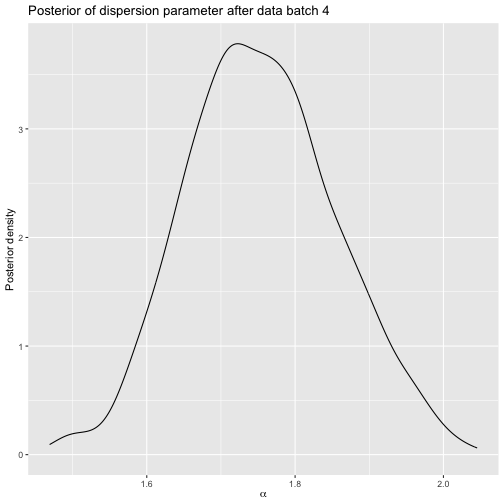 Posterior of dispersion parameter after data batch 4
Posterior density
3
2
1
0
1.6 1.8 2.0
α